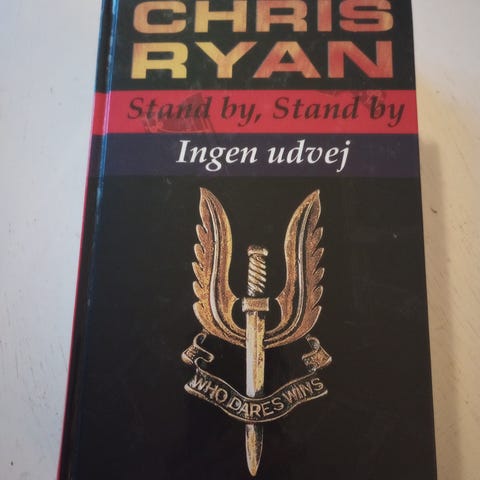 CHRIS
RYAN
Stand by, Stand by
Ingen udvej
WHO DARES WINS